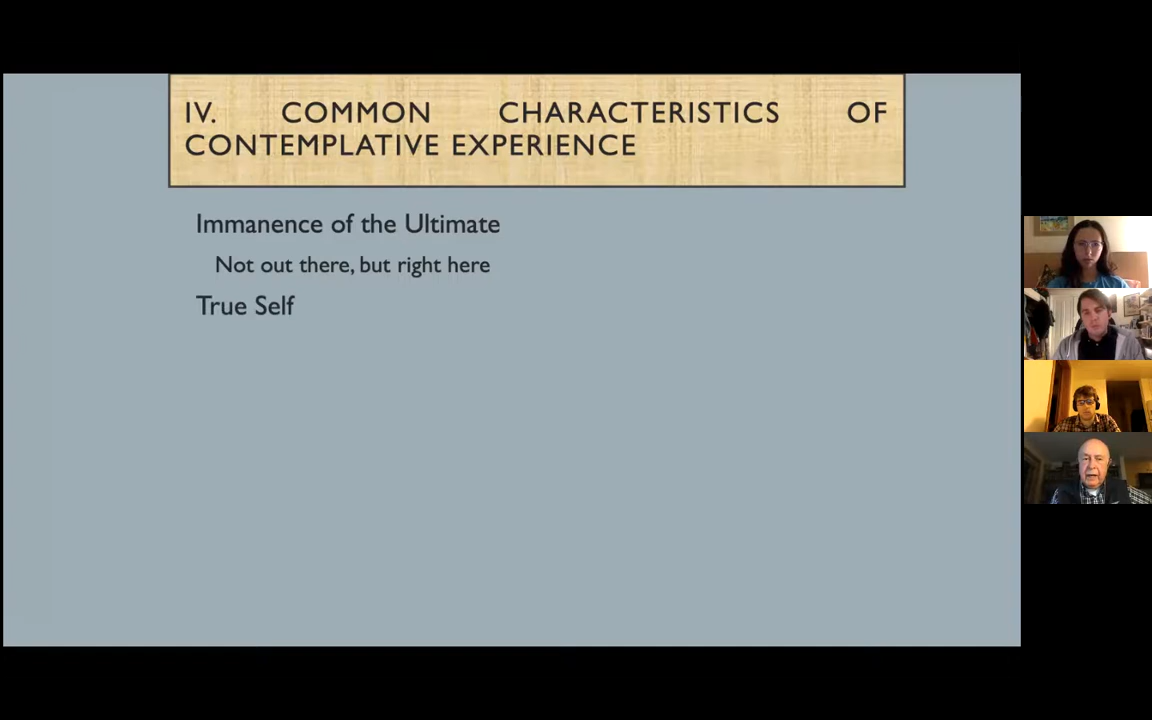 IV. COMMON CHARACTERISTICS OF
CONTEMPLATIVE EXPERIENCE
Immanence of the Ultimate
Not out there, but right here
True Self